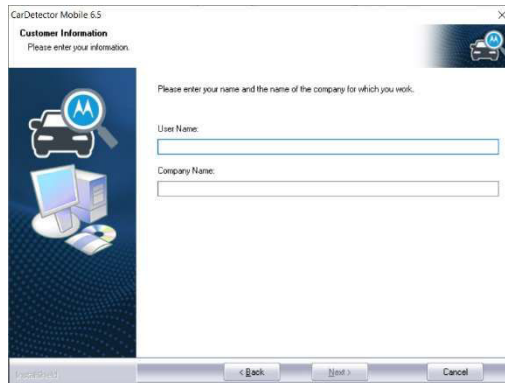 CarDetector Mobile 6.5
Customer Information
Please enter your information.
Please enter your name and the name of the company for which you work.
User Name:
Company Name:
InstallShield
< Back
Next >
Cancel